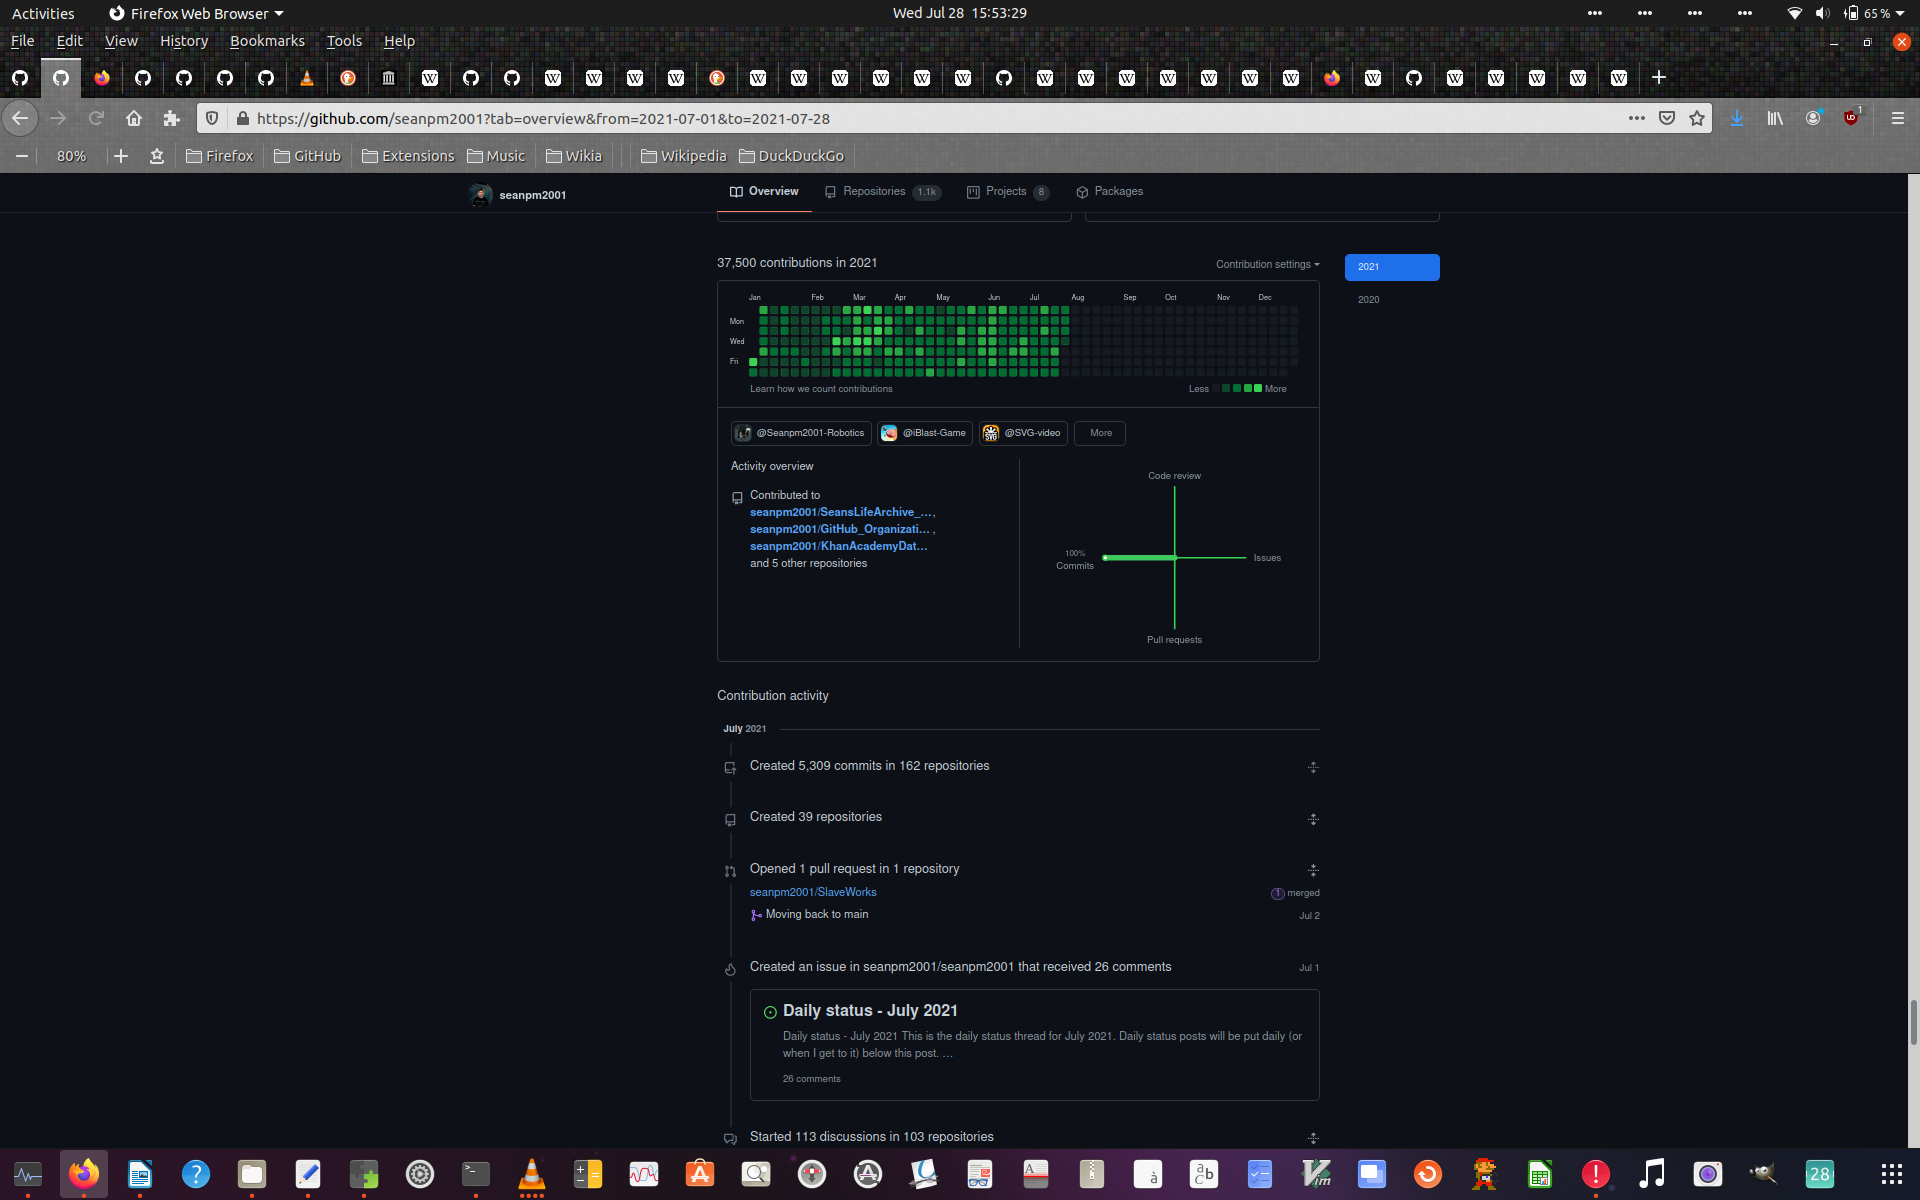 Activities
Firefox Web Browser
Wed Jul 28 15:53:29
65 %
File Edit View History Bookmarks Tools Help
https://github.com/seanpm2001?tab=overview&from=2021-07-01&to=2021-07-28
1
80%
Firefox
GitHub
Extensions
Music
Wikia
Wikipedia
DuckDuckGo
seanpm2001
Overview
Repositories 1.1k
Projects 8
Packages
37,500 contributions in 2021
Contribution settings
2021
2020
Jan Feb Mar Apr May Jun Jul Aug Sep Oct Nov Dec
Mon
Wed
Fri
Learn how we count contributions
Less More
@Seanpm2001-Robotics
@iBlast-Game
@SVG-video
More
Activity overview
Contributed to
seanpm2001/SeansLifeArchive_…,
seanpm2001/GitHub_Organizati… ,
seanpm2001/KhanAcademyDat…
and 5 other repositories
Code review
100%
Commits
Issues
Pull requests
Contribution activity
July 2021
Created 5,309 commits in 162 repositories
Created 39 repositories
Opened 1 pull request in 1 repository
seanpm2001/SlaveWorks
1 merged
Moving back to main
Jul 2
Created an issue in seanpm2001/seanpm2001 that received 26 comments
Jul 1
Daily status - July 2021
Daily status - July 2021 This is the daily status thread for July 2021. Daily status posts will be put daily (or
when I get to it) below this post. …
26 comments
Started 113 discussions in 103 repositories
28